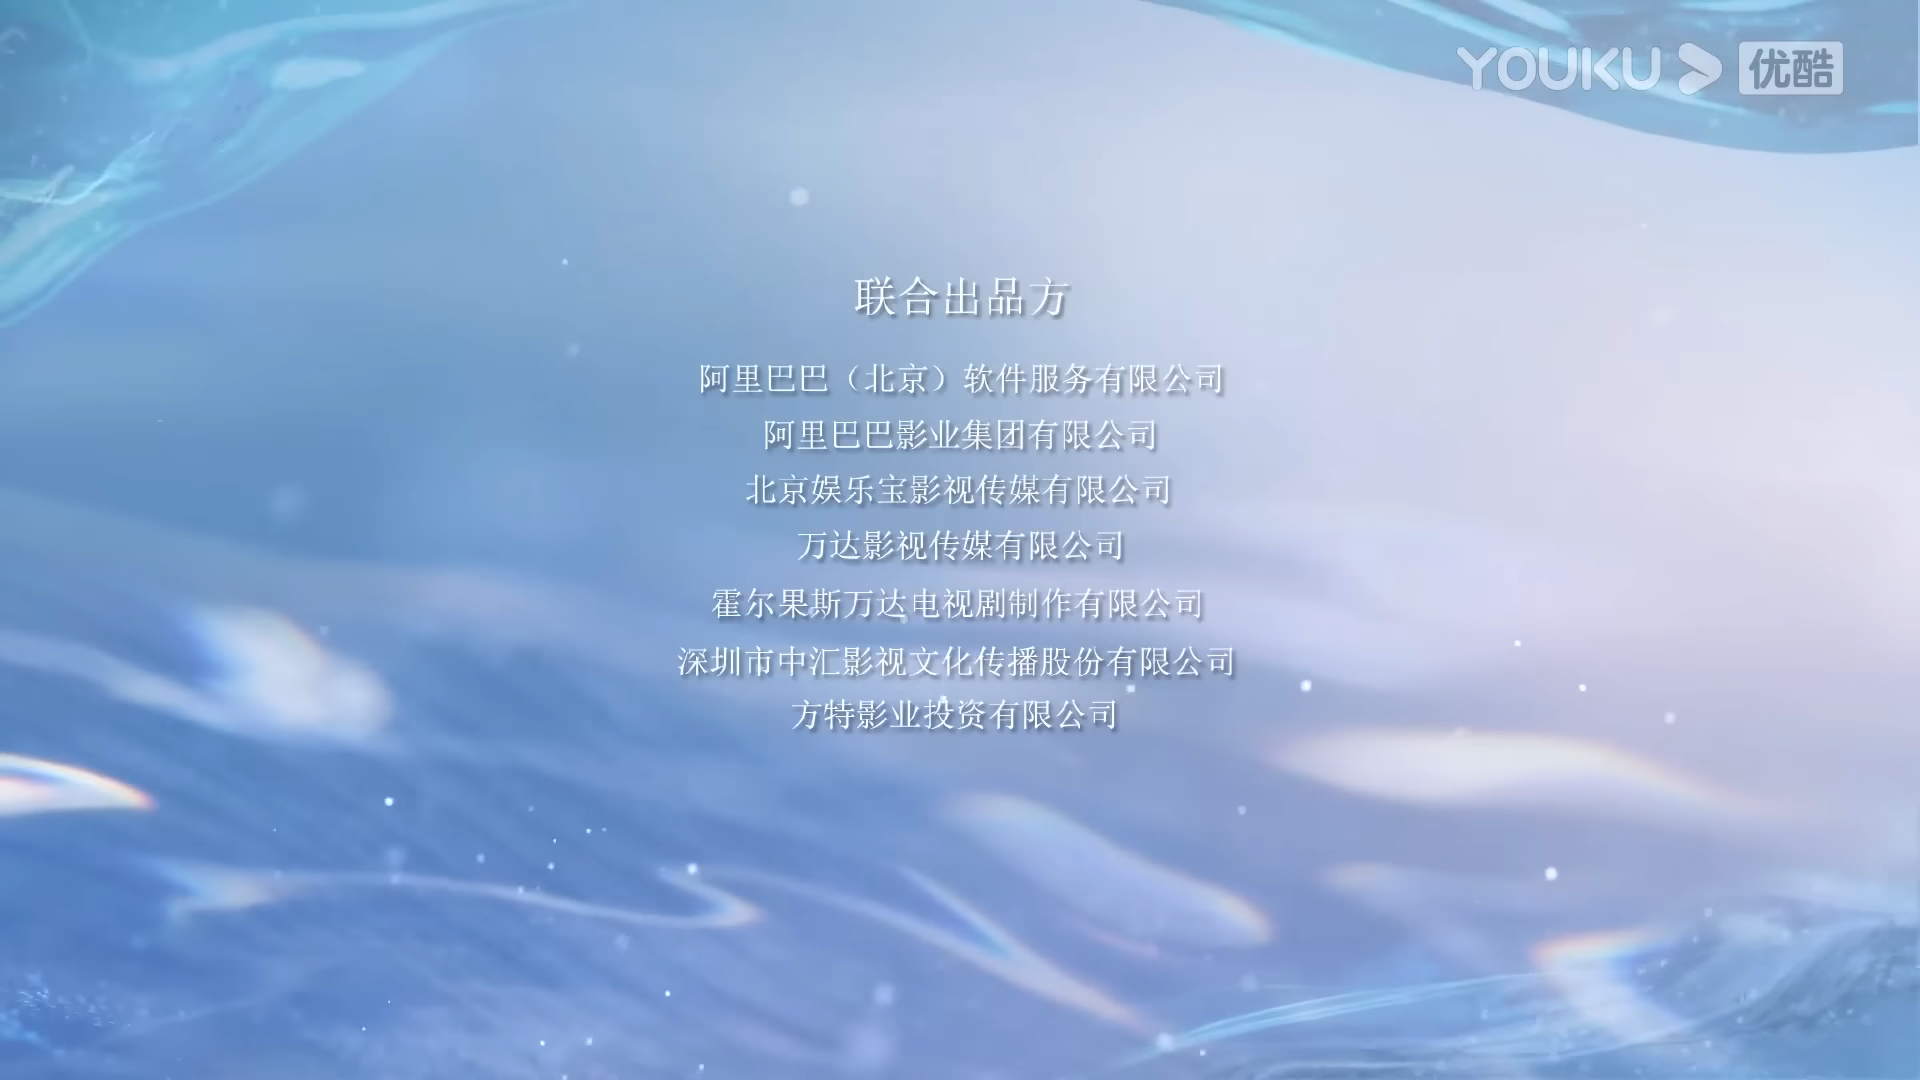 YOUKU 优酷
联合出品方
阿里巴巴（北京）软件服务有限公司
阿里巴巴影业集团有限公司
北京娱乐宝影视传媒有限公司
万达影视传媒有限公司
霍尔果斯万达电视剧制作有限公司
深圳市中汇影视文化传播股份有限公司
方特影业投资有限公司